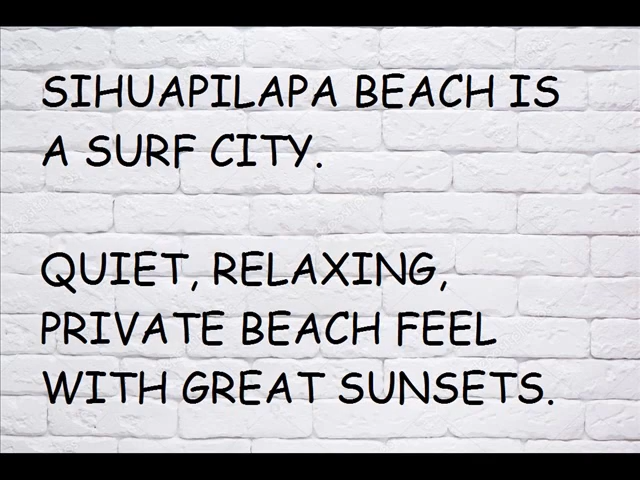 SIHUAPILAPA BEACH IS
A SURF CITY.
QUIET, RELAXING,
PRIVATE BEACH FEEL
WITH GREAT SUNSETS.